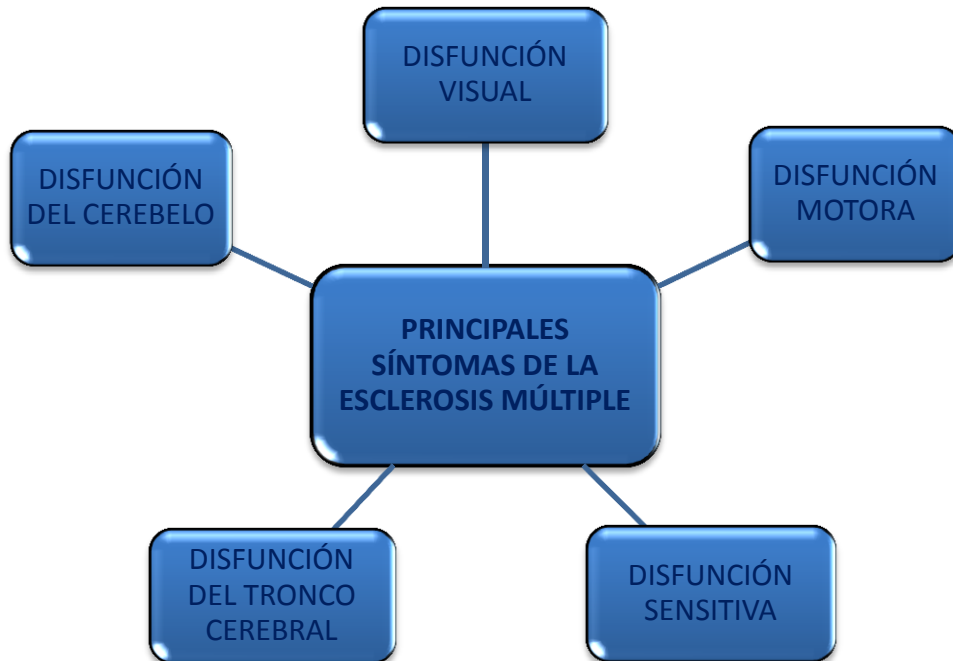 DISFUNCIÓN
VISUAL
DISFUNCIÓN
DEL CEREBELO
DISFUNCIÓN
MOTORA
PRINCIPALES
SÍNTOMAS DE LA
ESCLEROSIS MÚLTIPLE
DISFUNCIÓN
DEL TRONCO
CEREBRAL
DISFUNCIÓN
SENSITIVA